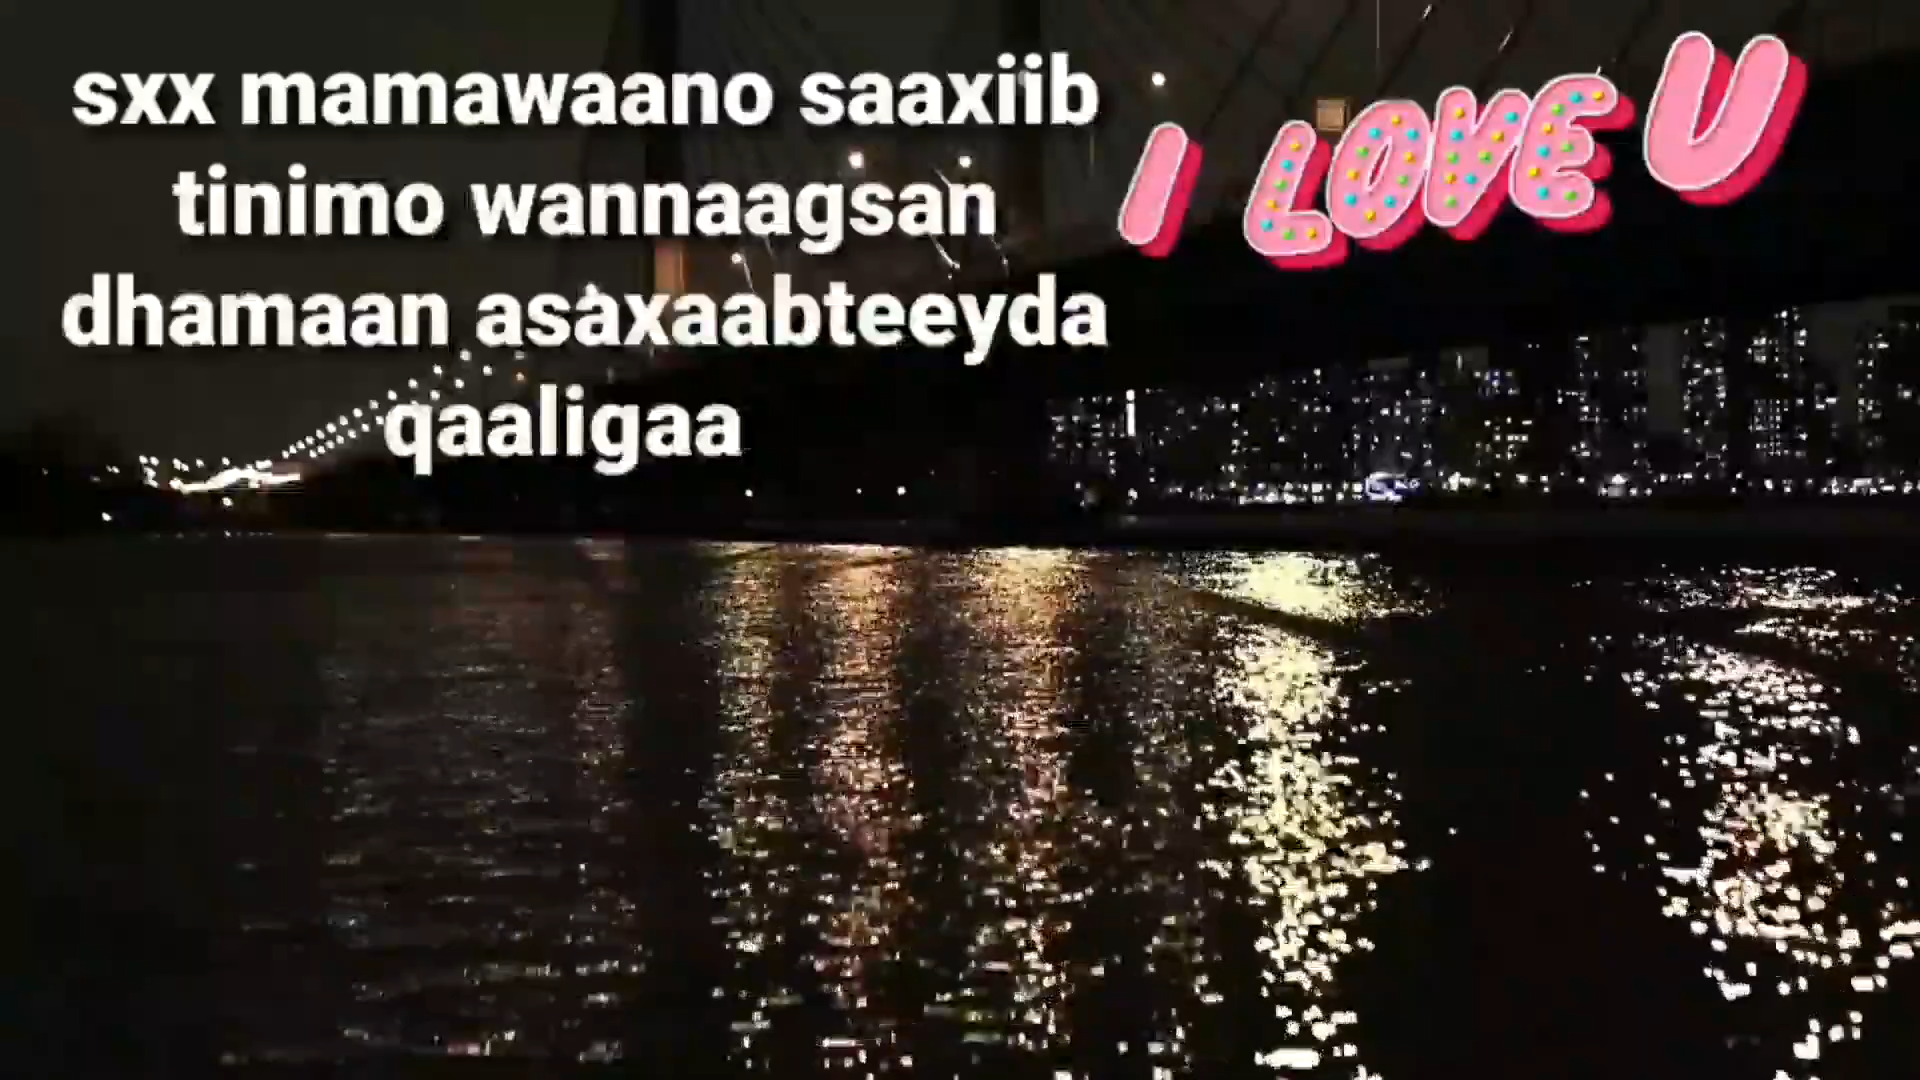 sxx mamawaano saaxiib
tinimo wannaagsan
dhamaan asaxaabteeyda
qaaligaa
I LOVE U